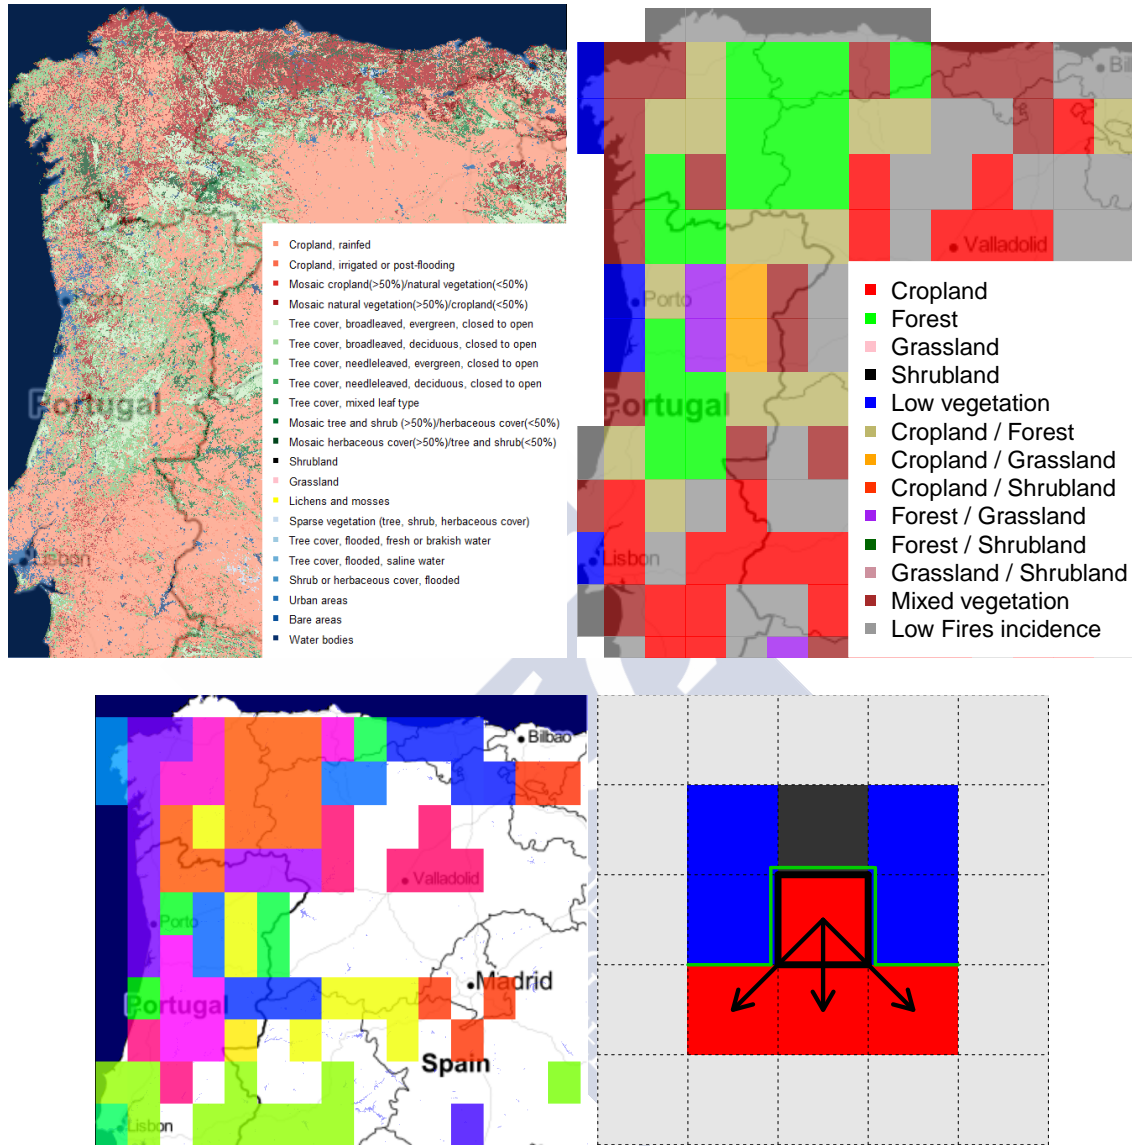 Cropland, rainfed
Cropland, irrigated or post-flooding
Mosaic cropland(>50%)/natural vegetation(<50%)
Mosaic natural vegetation(>50%)/cropland(<50%)
Tree cover, broadleaved, evergreen, closed to open
Tree cover, broadleaved, deciduous, closed to open
Tree cover, needleleaved, evergreen, closed to open
Tree cover, needleleaved, deciduous, closed to open
Tree cover, mixed leaf type
Mosaic tree and shrub (>50%)/herbaceous cover(<50%)
Mosaic herbaceous cover(>50%)/tree and shrub(<50%)
Shrubland
Grassland
Lichens and mosses
Sparse vegetation (tree, shrub, herbaceous cover)
Tree cover, flooded, fresh or brakish water
Tree cover, flooded, saline water
Shrub or herbaceous cover, flooded
Urban areas
Bare areas
Water bodies
Porto
Portugal
Lisbon
Bil
Valladolid
Porto
Portugal
Lisbon
Cropland
Forest
Grassland
Shrubland
Low vegetation
Cropland / Forest
Cropland / Grassland
Cropland / Shrubland
Forest / Grassland
Forest / Shrubland
Grassland / Shrubland
Mixed vegetation
Low Fires incidence
Bilbao
Valladolid
Porto
Madrid
Portugal
Spain
Lisbon